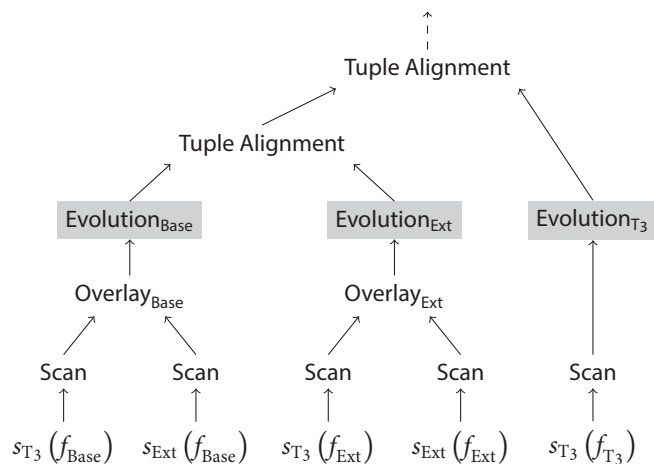 Tuple Alignment
Tuple Alignment
Evolution_Base Evolution_Ext Evolution_T3
Overlay_Base Overlay_Ext
Scan Scan Scan Scan Scan
s_T3 (f_Base) s_Ext (f_Base) s_T3 (f_Ext) s_Ext (f_Ext) s_T3 (f_T3)